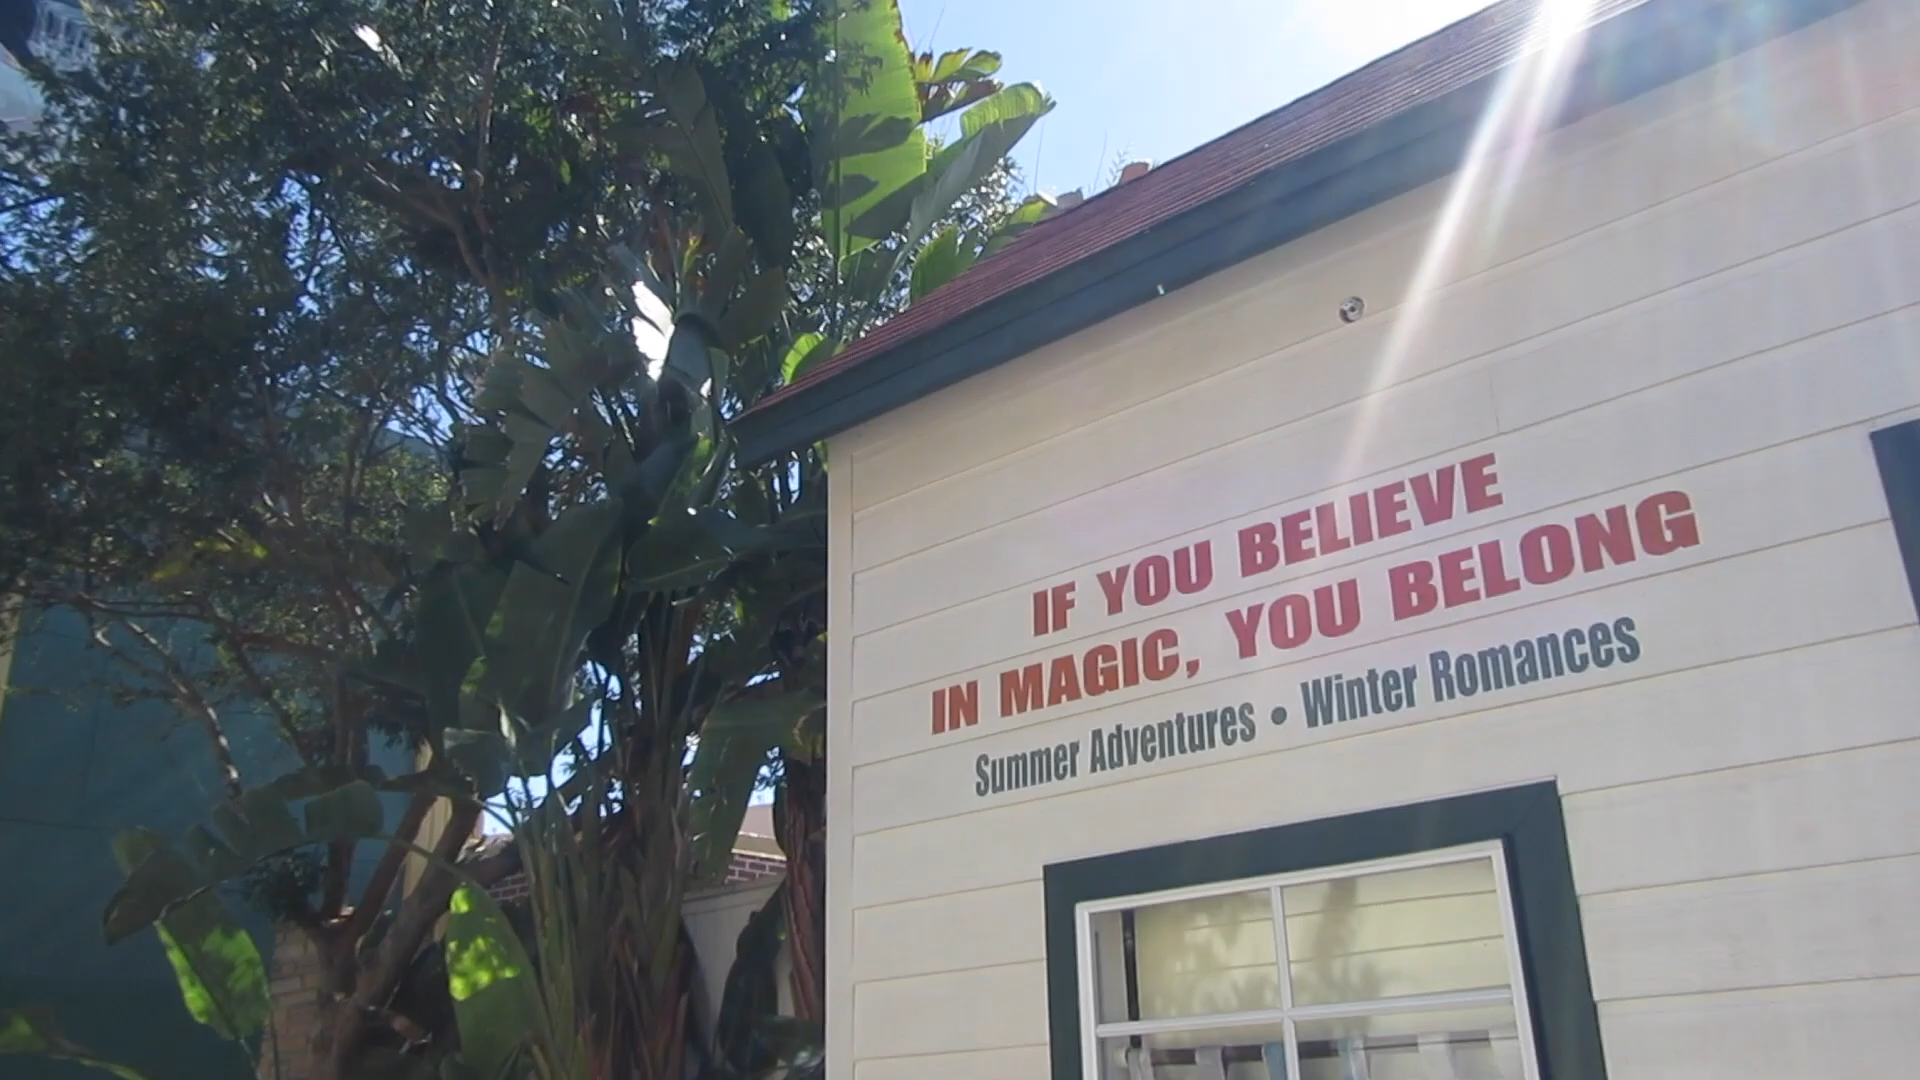 IF YOU BELIEVE
IN MAGIC, YOU BELONG
Summer Adventures • Winter Romances